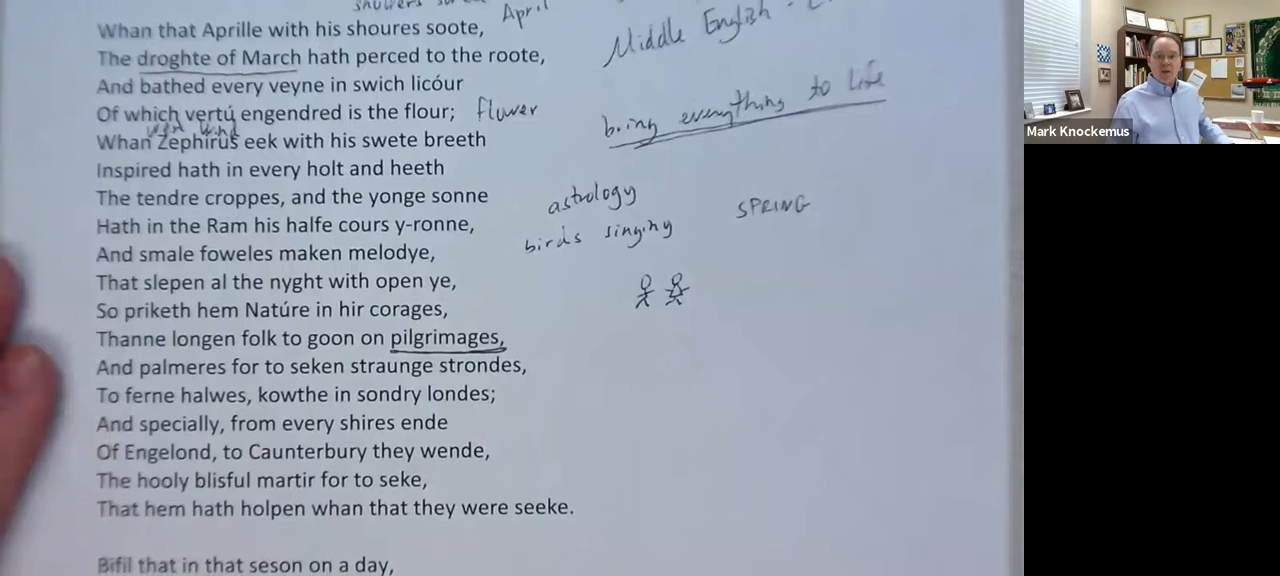 showers
April
Whan that Aprille with his shoures soote,
The droghte of March hath perced to the roote,
And bathed every veyne in swich licóur
Of which vertú engendred is the flour; flower
wind
Whan Zephirus eek with his swete breeth
Inspired hath in every holt and heeth
The tendre croppes, and the yonge sonne
Hath in the Ram his halfe cours y-ronne,
And smale foweles maken melodye,
That slepen al the nyght with open ye,
So priketh hem Natúre in hir corages,
Thanne longen folk to goon on pilgrimages,
And palmeres for to seken straunge strondes,
To ferne halwes, kowthe in sondry londes;
And specially, from every shires ende
Of Engelond, to Caunterbury they wende,
The hooly blisful martir for to seke,
That hem hath holpen whan that they were seeke.
Bifil that in that seson on a day,
Middle English -
bring everything to life
astrology
SPRING
birds singing
Mark Knockemus